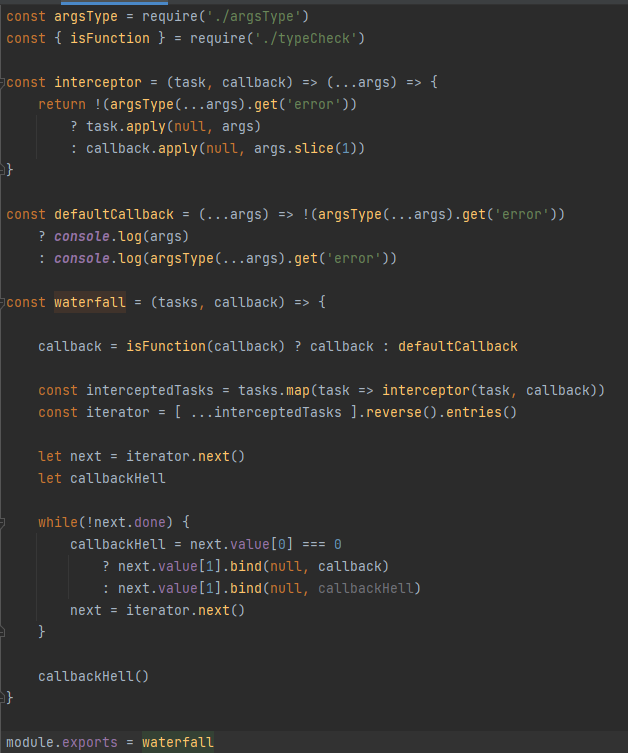 const argsType = require('./argsType')
const { isFunction } = require('./typeCheck')
const interceptor = (task, callback) => (...args) => {
    return !(argsType(...args).get('error'))
        ? task.apply(null, args)
        : callback.apply(null, args.slice(1))
}
const defaultCallback = (...args) => !(argsType(...args).get('error'))
    ? console.log(args)
    : console.log(argsType(...args).get('error'))
const waterfall = (tasks, callback) => {
    callback = isFunction(callback) ? callback : defaultCallback
    const interceptedTasks = tasks.map(task => interceptor(task, callback))
    const iterator = [ ...interceptedTasks ].reverse().entries()
    let next = iterator.next()
    let callbackHell
    while(!next.done) {
        callbackHell = next.value[0] === 0
            ? next.value[1].bind(null, callback)
            : next.value[1].bind(null, callbackHell)
        next = iterator.next()
    }
    callbackHell()
}
module.exports = waterfall